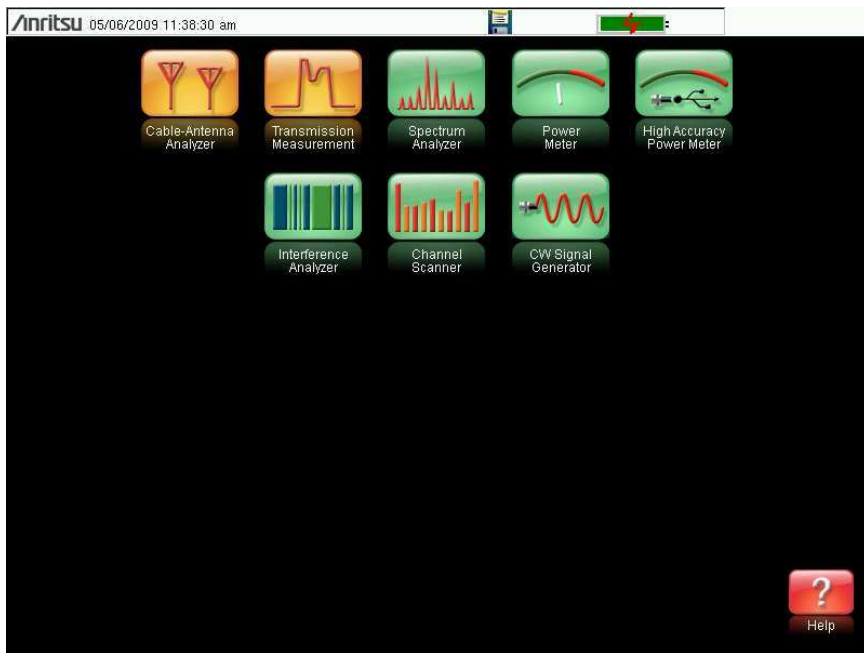 Anritsu 05/06/2009 11:38:30 am
Cable-Antenna
Analyzer
Transmission
Measurement
Spectrum
Analyzer
Power
Meter
High Accuracy
Power Meter
Interference
Analyzer
Channel
Scanner
CW Signal
Generator
?
Help